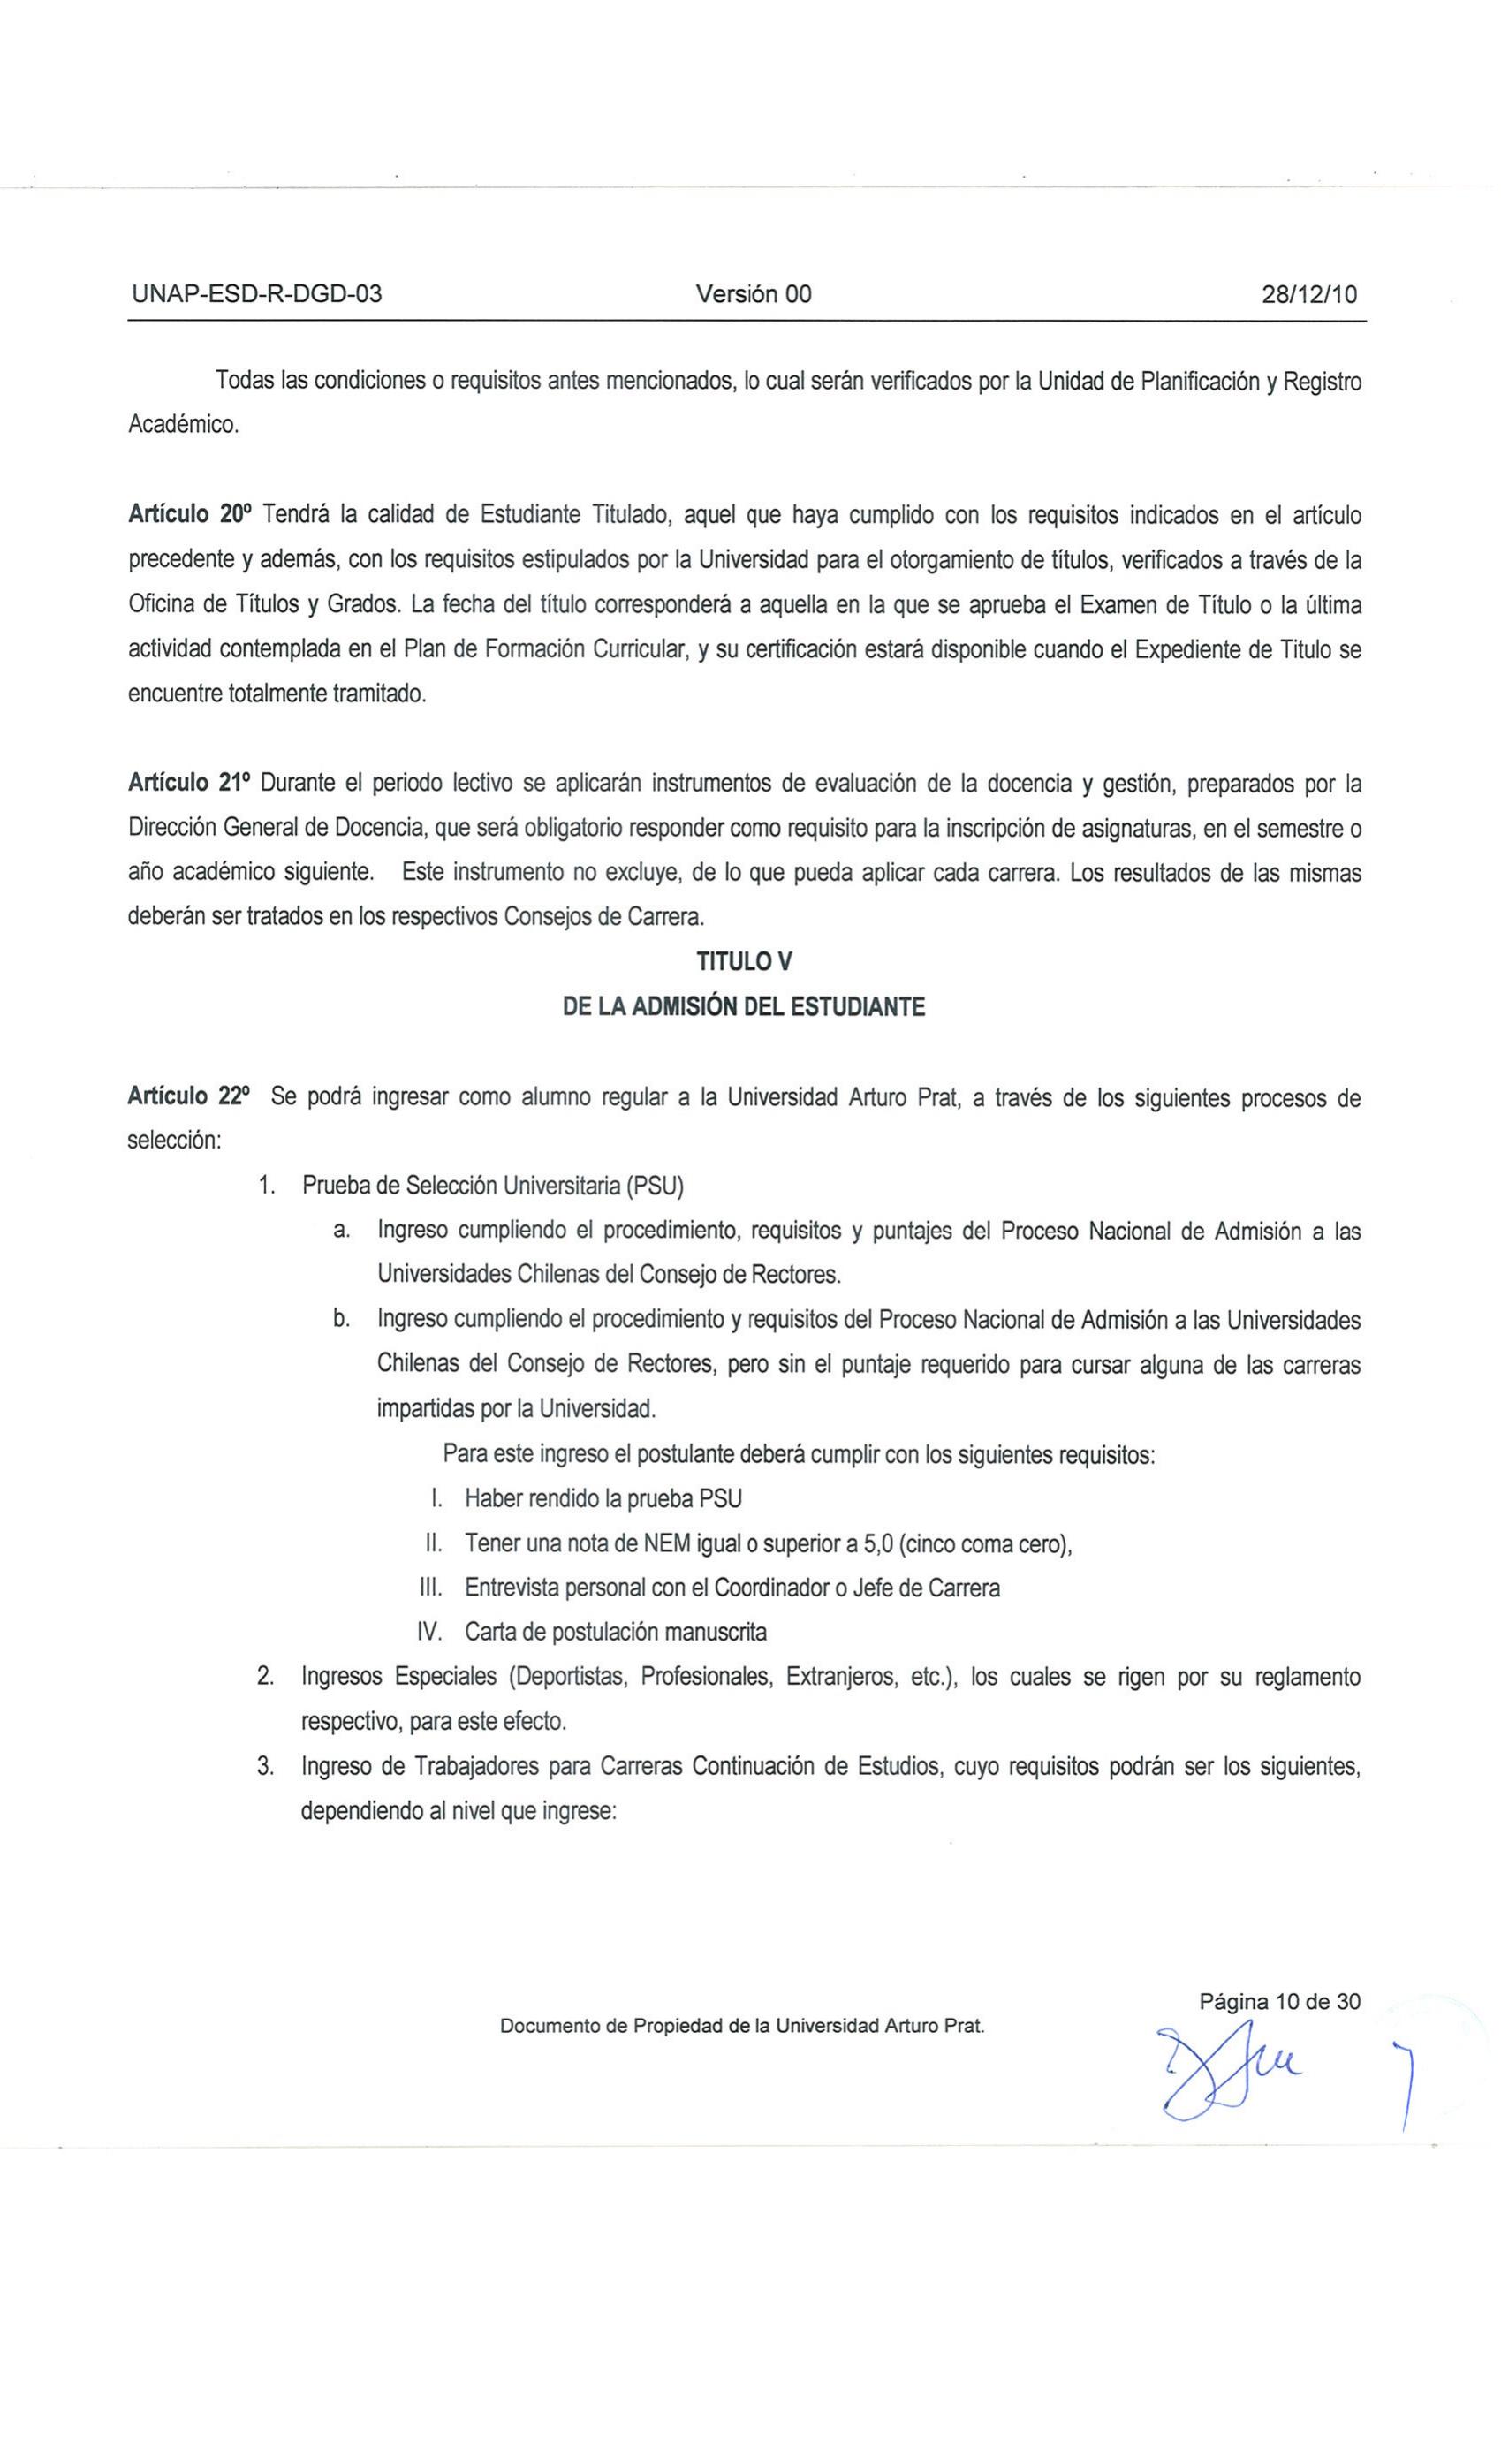 UNAP-ESD-R-DGD-03 Versión 00 28/12/10
Todas las condiciones o requisitos antes mencionados, lo cual serán verificados por la Unidad de Planificación y Registro
Académico.
Artículo 20º Tendrá la calidad de Estudiante Titulado, aquel que haya cumplido con los requisitos indicados en el artículo
precedente y además, con los requisitos estipulados por la Universidad para el otorgamiento de títulos, verificados a través de la
Oficina de Títulos y Grados. La fecha del título corresponderá a aquella en la que se aprueba el Examen de Título o la última
actividad contemplada en el Plan de Formación Curricular, y su certificación estará disponible cuando el Expediente de Titulo se
encuentre totalmente tramitado.
Artículo 21º Durante el periodo lectivo se aplicarán instrumentos de evaluación de la docencia y gestión, preparados por la
Dirección General de Docencia, que será obligatorio responder como requisito para la inscripción de asignaturas, en el semestre o
año académico siguiente. Este instrumento no excluye, de lo que pueda aplicar cada carrera. Los resultados de las mismas
deberán ser tratados en los respectivos Consejos de Carrera.
TITULO V
DE LA ADMISIÓN DEL ESTUDIANTE
Artículo 22º Se podrá ingresar como alumno regular a la Universidad Arturo Prat, a través de los siguientes procesos de
selección:
1. Prueba de Selección Universitaria (PSU)
a. Ingreso cumpliendo el procedimiento, requisitos y puntajes del Proceso Nacional de Admisión a las
Universidades Chilenas del Consejo de Rectores.
b. Ingreso cumpliendo el procedimiento y requisitos del Proceso Nacional de Admisión a las Universidades
Chilenas del Consejo de Rectores, pero sin el puntaje requerido para cursar alguna de las carreras
impartidas por la Universidad.
Para este ingreso el postulante deberá cumplir con los siguientes requisitos:
I. Haber rendido la prueba PSU
II. Tener una nota de NEM igual o superior a 5,0 (cinco coma cero),
III. Entrevista personal con el Coordinador o Jefe de Carrera
IV. Carta de postulación manuscrita
2. Ingresos Especiales (Deportistas, Profesionales, Extranjeros, etc.), los cuales se rigen por su reglamento
respectivo, para este efecto.
3. Ingreso de Trabajadores para Carreras Continuación de Estudios, cuyo requisitos podrán ser los siguientes,
dependiendo al nivel que ingrese:
Página 10 de 30
Documento de Propiedad de la Universidad Arturo Prat.